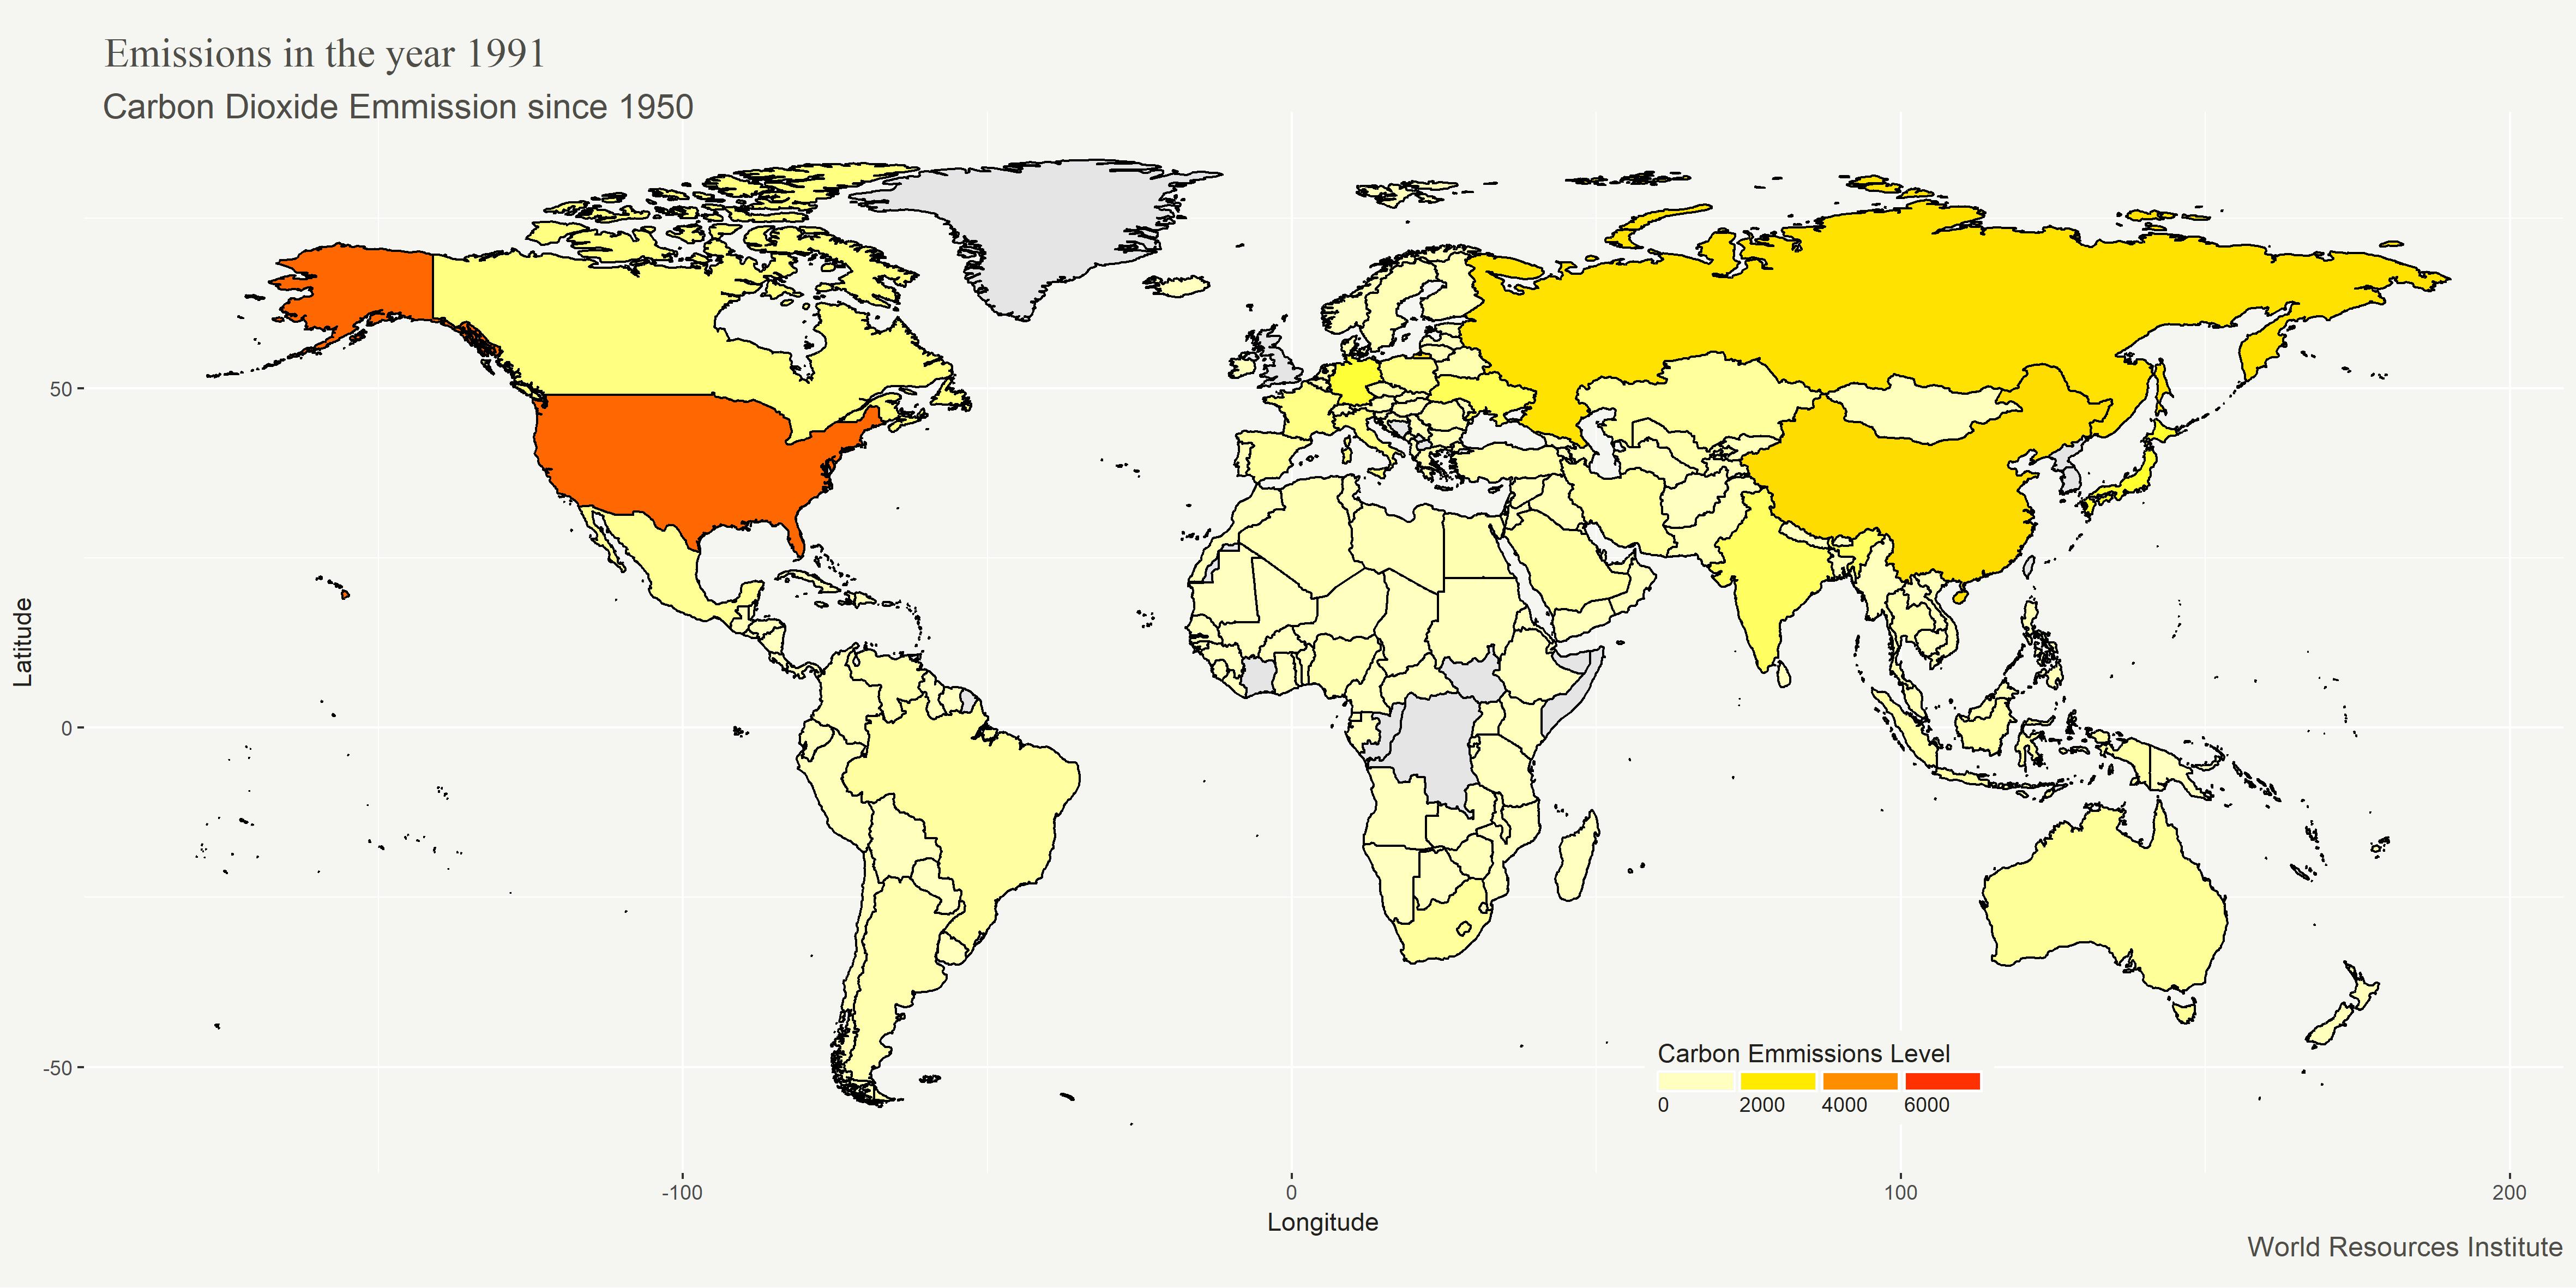 Emissions in the year 1991
Carbon Dioxide Emmission since 1950
50
0
-50
Latitude
Carbon Emmissions Level
0 2000 4000 6000
-100 0 100 200
Longitude
World Resources Institute